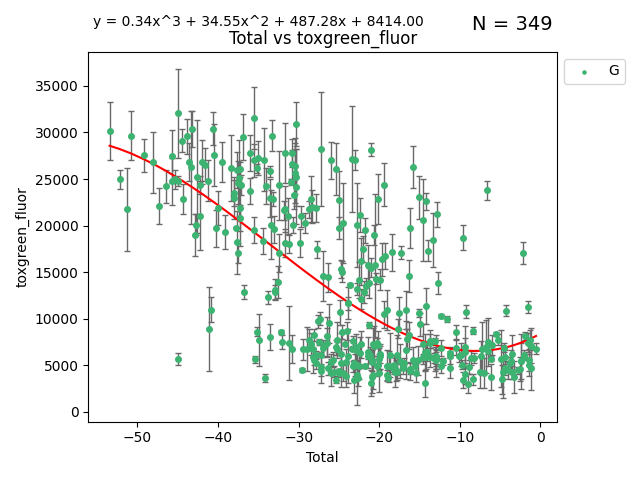 y = 0.34x^3 + 34.55x^2 + 487.28x + 8414.00
N = 349
Total vs toxgreen_fluor
G
35000
30000
25000
20000
15000
10000
5000
0
toxgreen_fluor
−50 −40 −30 −20 −10 0
Total